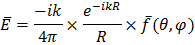 Ē = −ik/4π × e^(−ikR)/R × f̄(θ,φ)